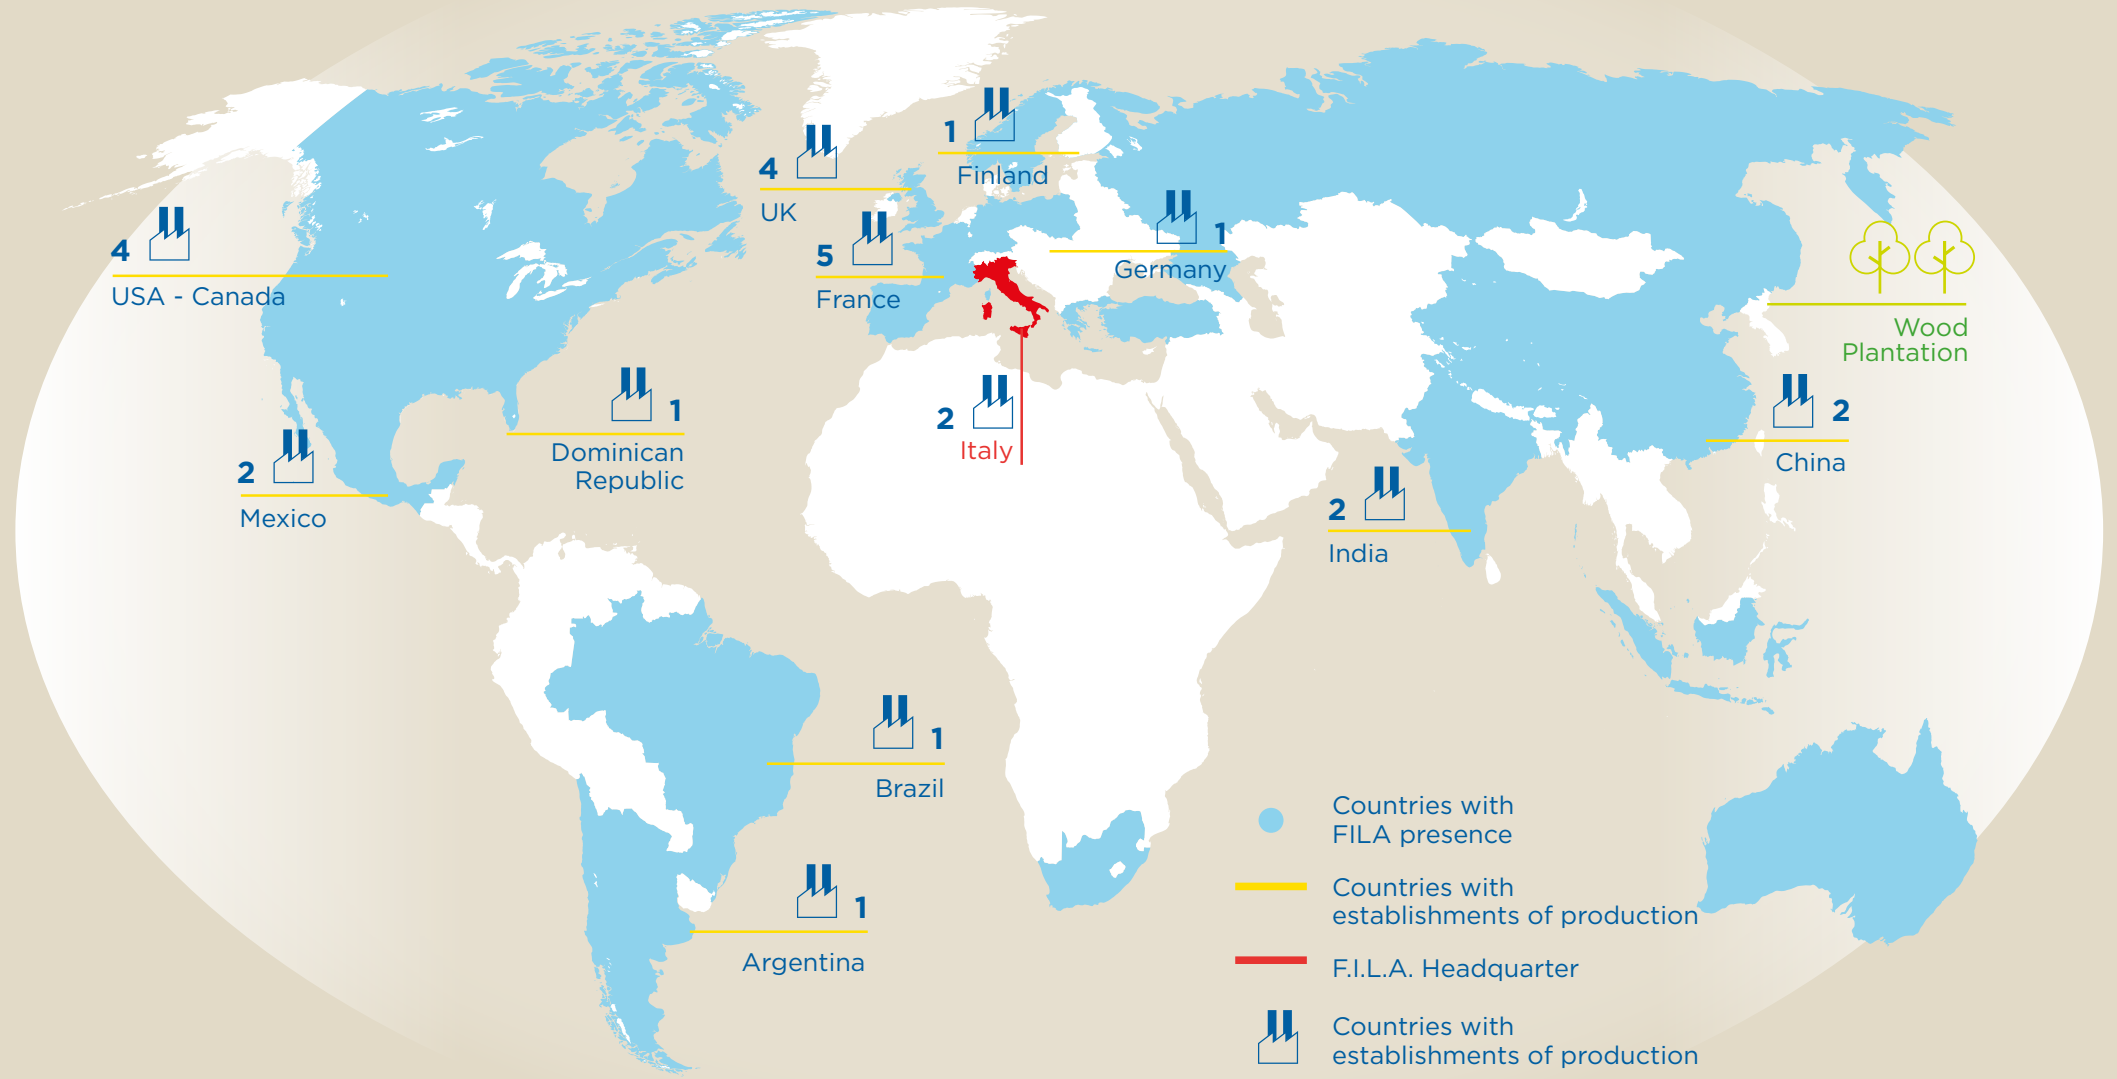 1
Finland
4
UK
1
Germany
5
France
4
USA - Canada
Wood
Plantation
1
Dominican
Republic
2
Italy
2
China
2
Mexico
2
India
1
Brazil
1
Argentina
Countries with
FILA presence
Countries with
establishments of production
F.I.L.A. Headquarter
Countries with
establishments of production